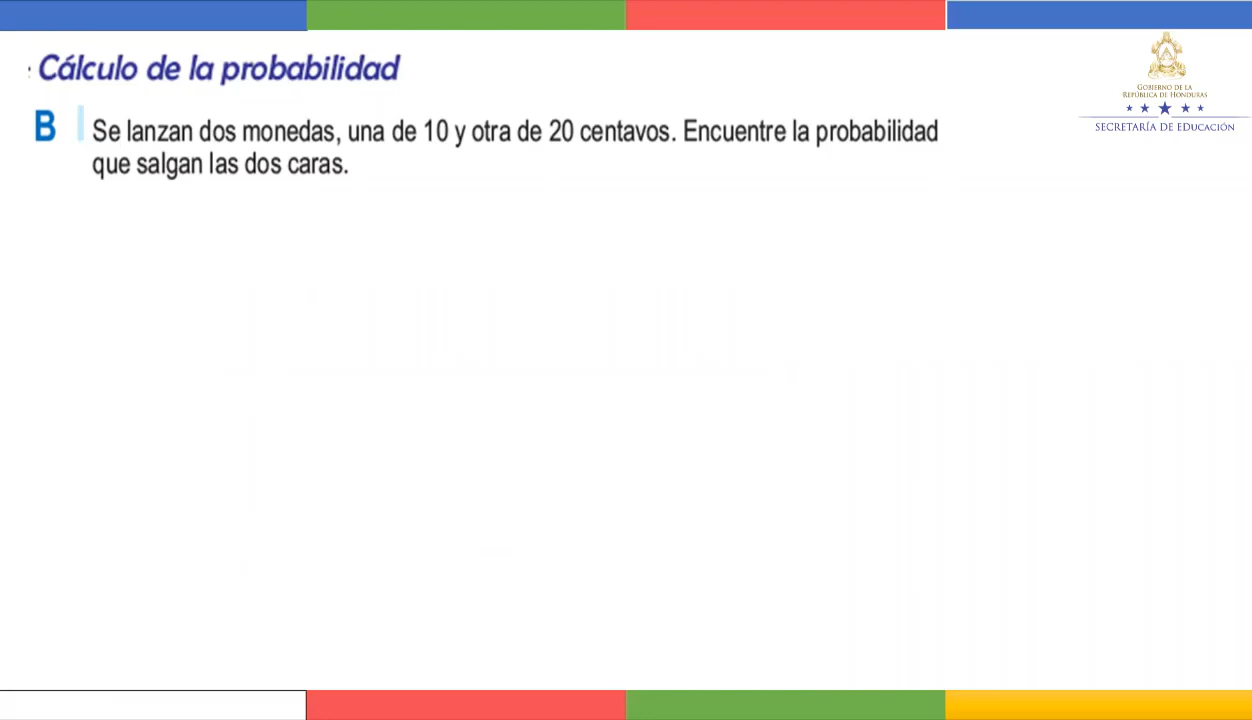 Cálculo de la probabilidad
GOBIERNO DE LA
REPÚBLICA DE HONDURAS
SECRETARÍA DE EDUCACIÓN
B Se lanzan dos monedas, una de 10 y otra de 20 centavos. Encuentre la probabilidad
que salgan las dos caras.